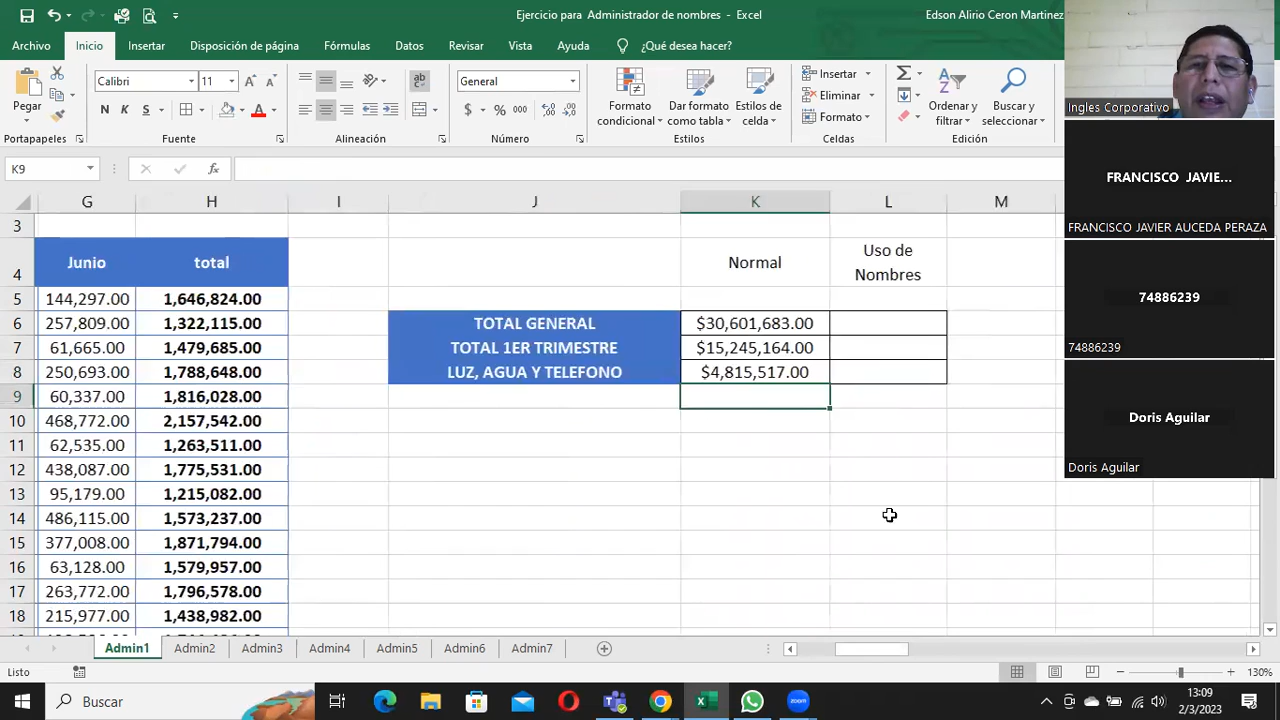 Ejercicio para Administrador de nombres - Excel
Edson Alirio Ceron Martinez
Archivo Inicio Insertar Disposición de página Fórmulas Datos Revisar Vista Ayuda ¿Qué desea hacer?
Pegar
Calibri 11
N K S
ab
General
$ % 000
Formato condicional
Dar formato como tabla
Estilos de celda
Insertar
Eliminar
Formato
Ordenar y filtrar
Buscar y seleccionar
Portapapeles Fuente Alineación Número Estilos Celdas Edición
K9 fx
G H I J K L M
3
4 Junio total Normal Uso de Nombres
5 144,297.00 1,646,824.00
6 257,809.00 1,322,115.00 TOTAL GENERAL $30,601,683.00
7 61,665.00 1,479,685.00 TOTAL 1ER TRIMESTRE $15,245,164.00
8 250,693.00 1,788,648.00 LUZ, AGUA Y TELEFONO $4,815,517.00
9 60,337.00 1,816,028.00
10 468,772.00 2,157,542.00
11 62,535.00 1,263,511.00
12 438,087.00 1,775,531.00
13 95,179.00 1,215,082.00
14 486,115.00 1,573,237.00
15 377,008.00 1,871,794.00
16 63,128.00 1,579,957.00
17 263,772.00 1,796,578.00
18 215,977.00 1,438,982.00
Admin1 Admin2 Admin3 Admin4 Admin5 Admin6 Admin7
Listo
130%
Buscar
13:09
2/3/2023
Ingles Corporativo
FRANCISCO JAVIE...
FRANCISCO JAVIER AUCEDA PERAZA
74886239
74886239
Doris Aguilar
Doris Aguilar